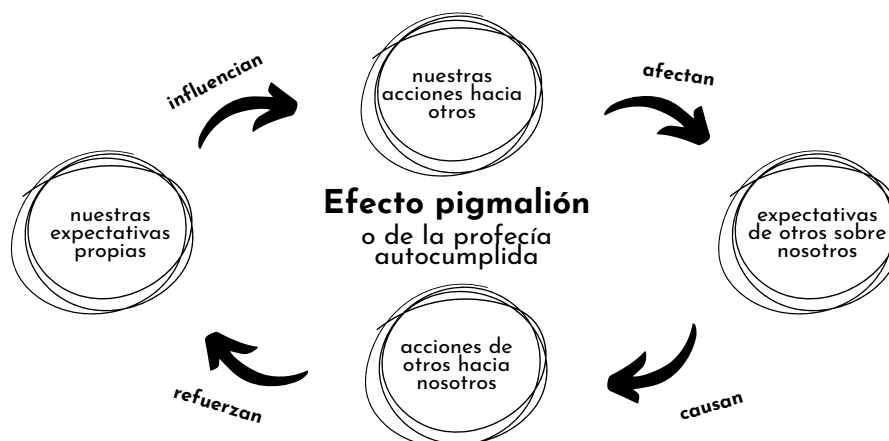 influencian
nuestras
acciones hacia
otros
afectan
Efecto pigmalión
o de la profecía
autocumplida
nuestras
expectativas
propias
expectativas
de otros sobre
nosotros
acciones de
otros hacia
nosotros
refuerzan
causan